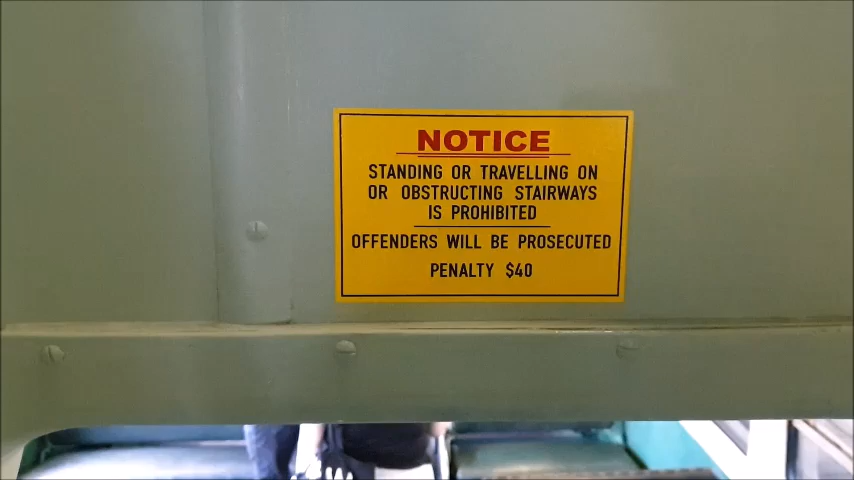 NOTICE
STANDING OR TRAVELLING ON
OR OBSTRUCTING STAIRWAYS
IS PROHIBITED
OFFENDERS WILL BE PROSECUTED
PENALTY $40